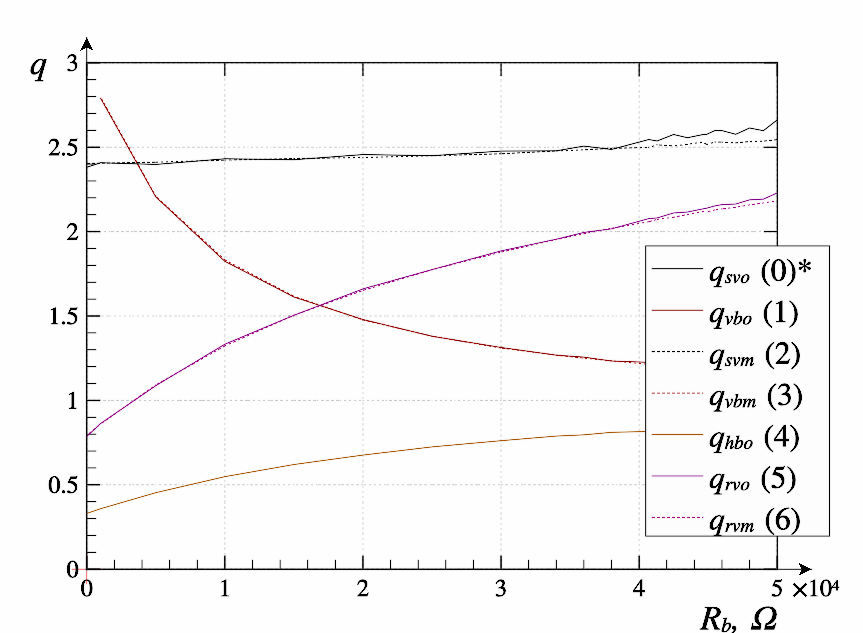 q
3
2.5
2
1.5
1
0.5
0
0 1 2 3 4 5 ×10⁴
R_b, Ω
q_svo (0)*
q_vbo (1)
q_svm (2)
q_vbm (3)
q_hbo (4)
q_rvo (5)
q_rvm (6)